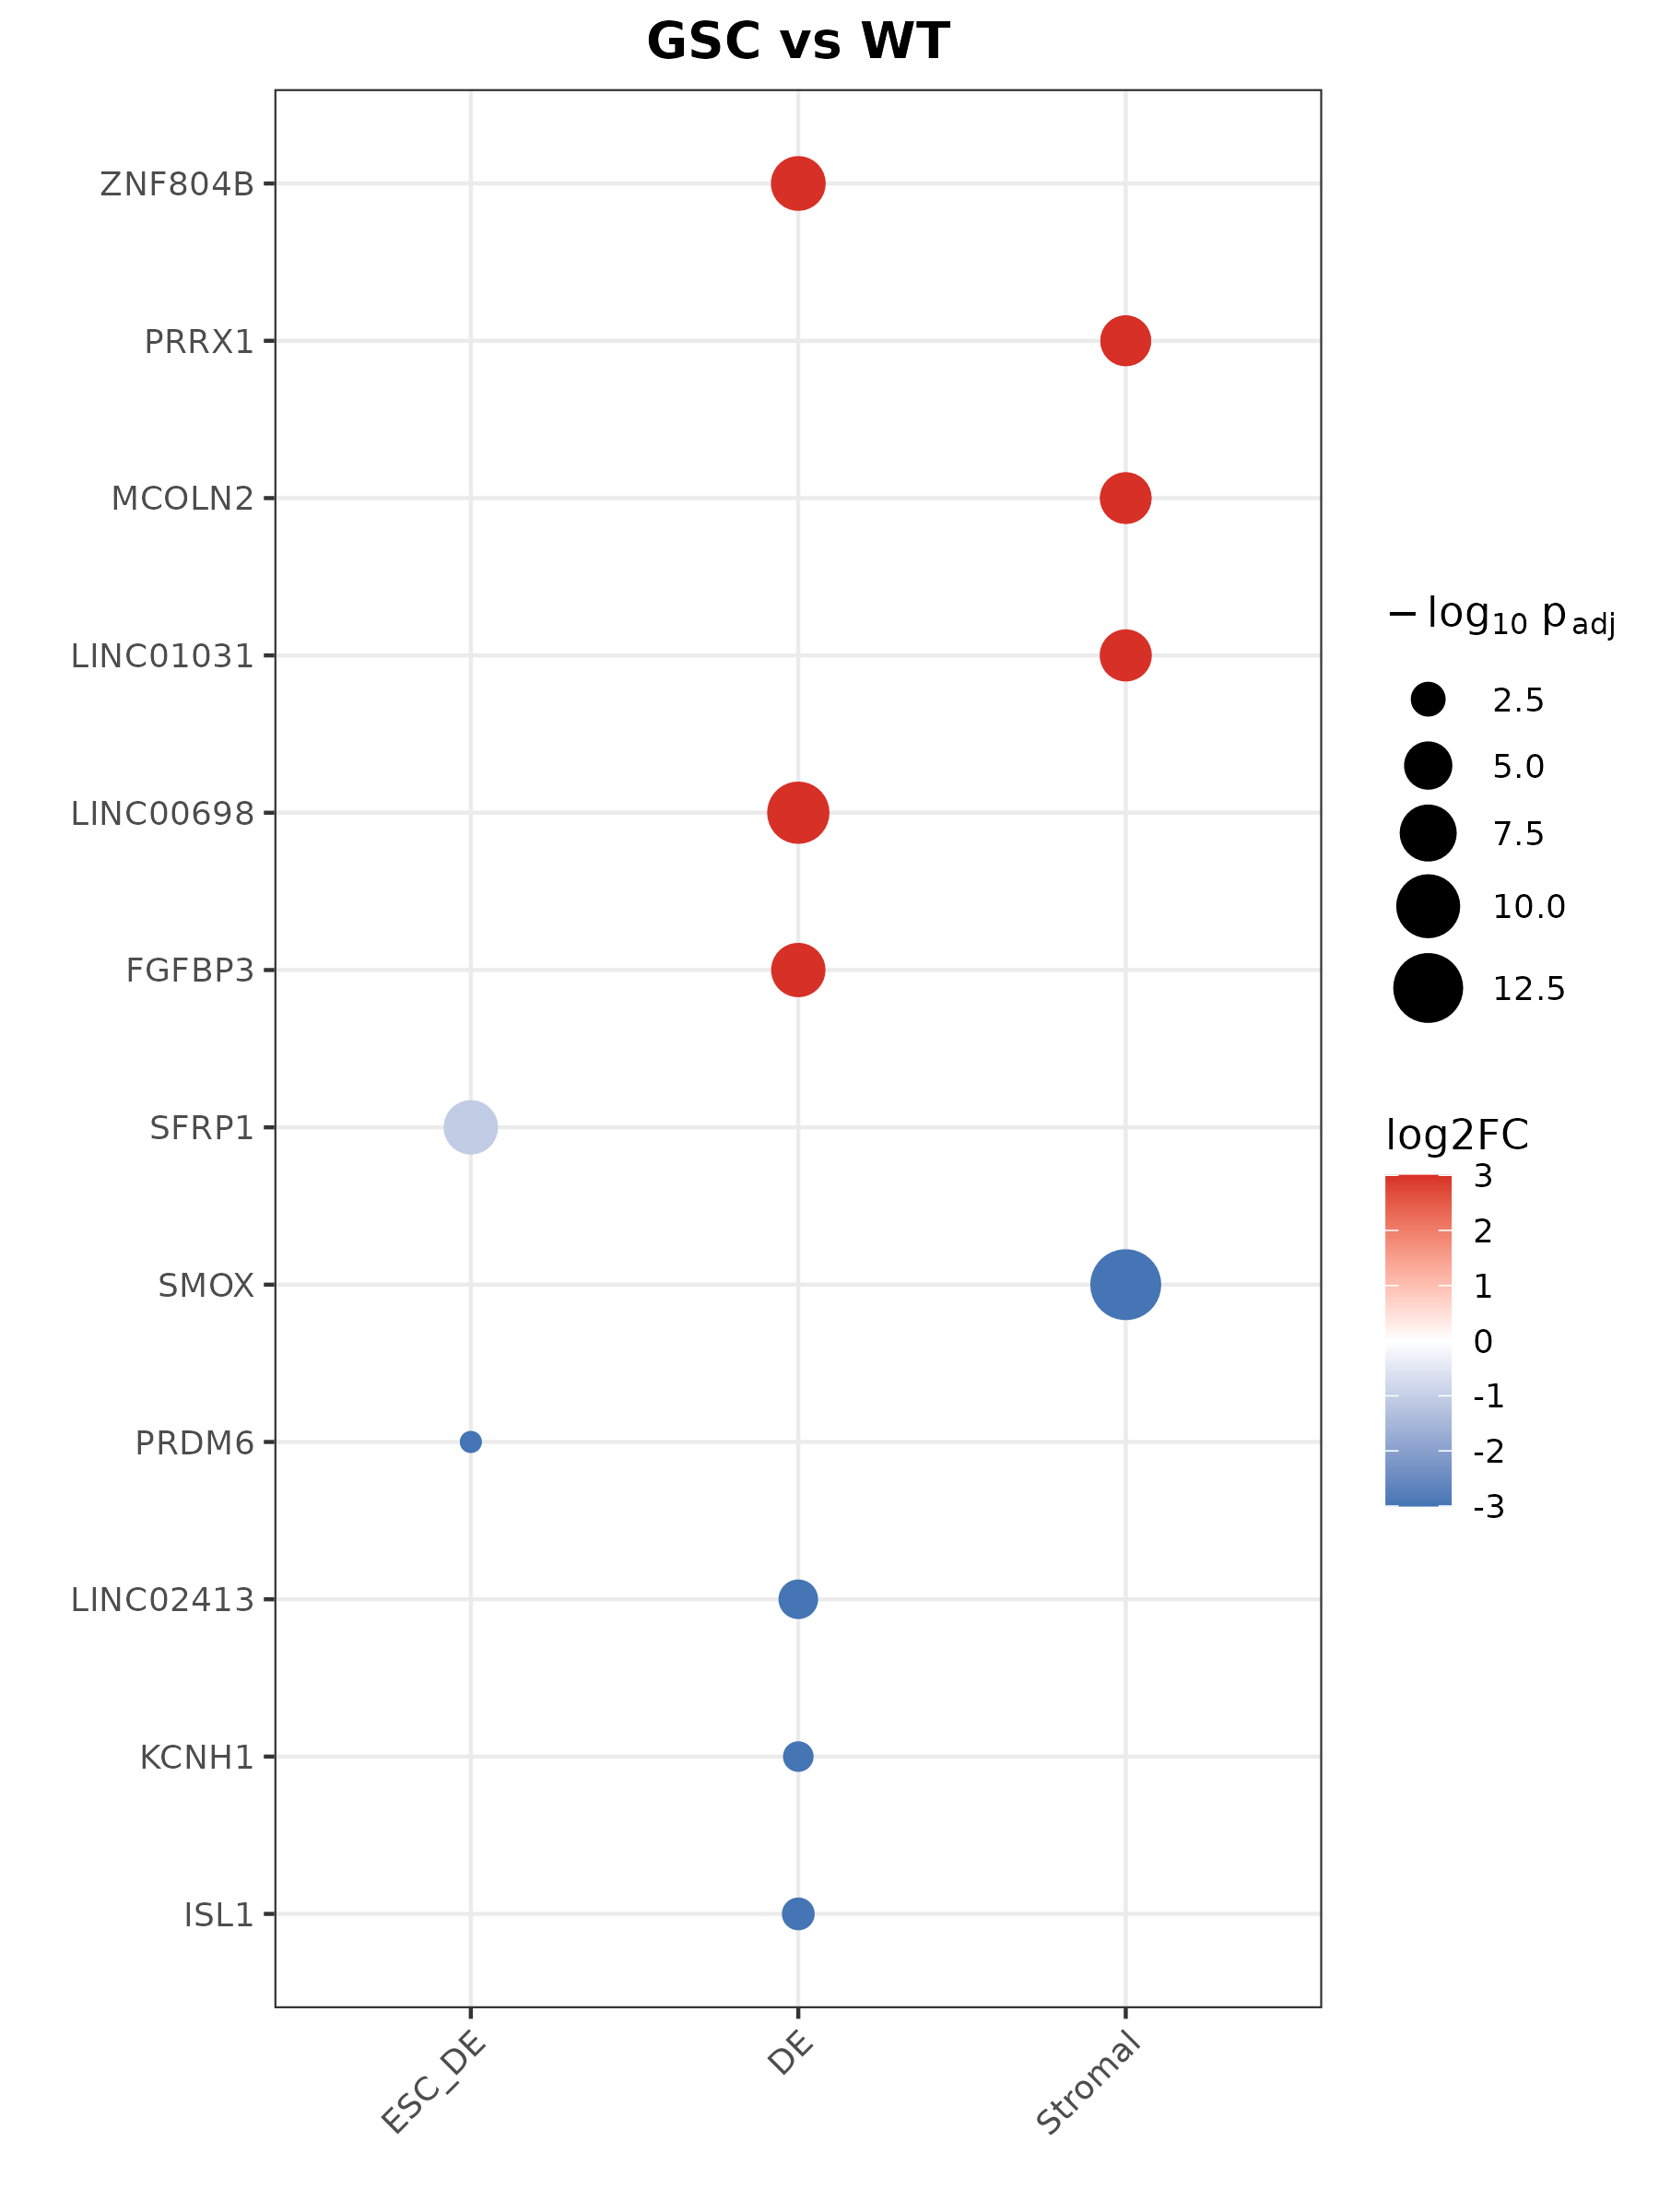 GSC vs WT
ZNF804B
PRRX1
MCOLN2
LINC01031
LINC00698
FGFBP3
SFRP1
SMOX
PRDM6
LINC02413
KCNH1
ISL1
ESC_DE
DE
Stromal
− log₁₀ p adj
2.5
5.0
7.5
10.0
12.5
log2FC
3
2
1
0
-1
-2
-3